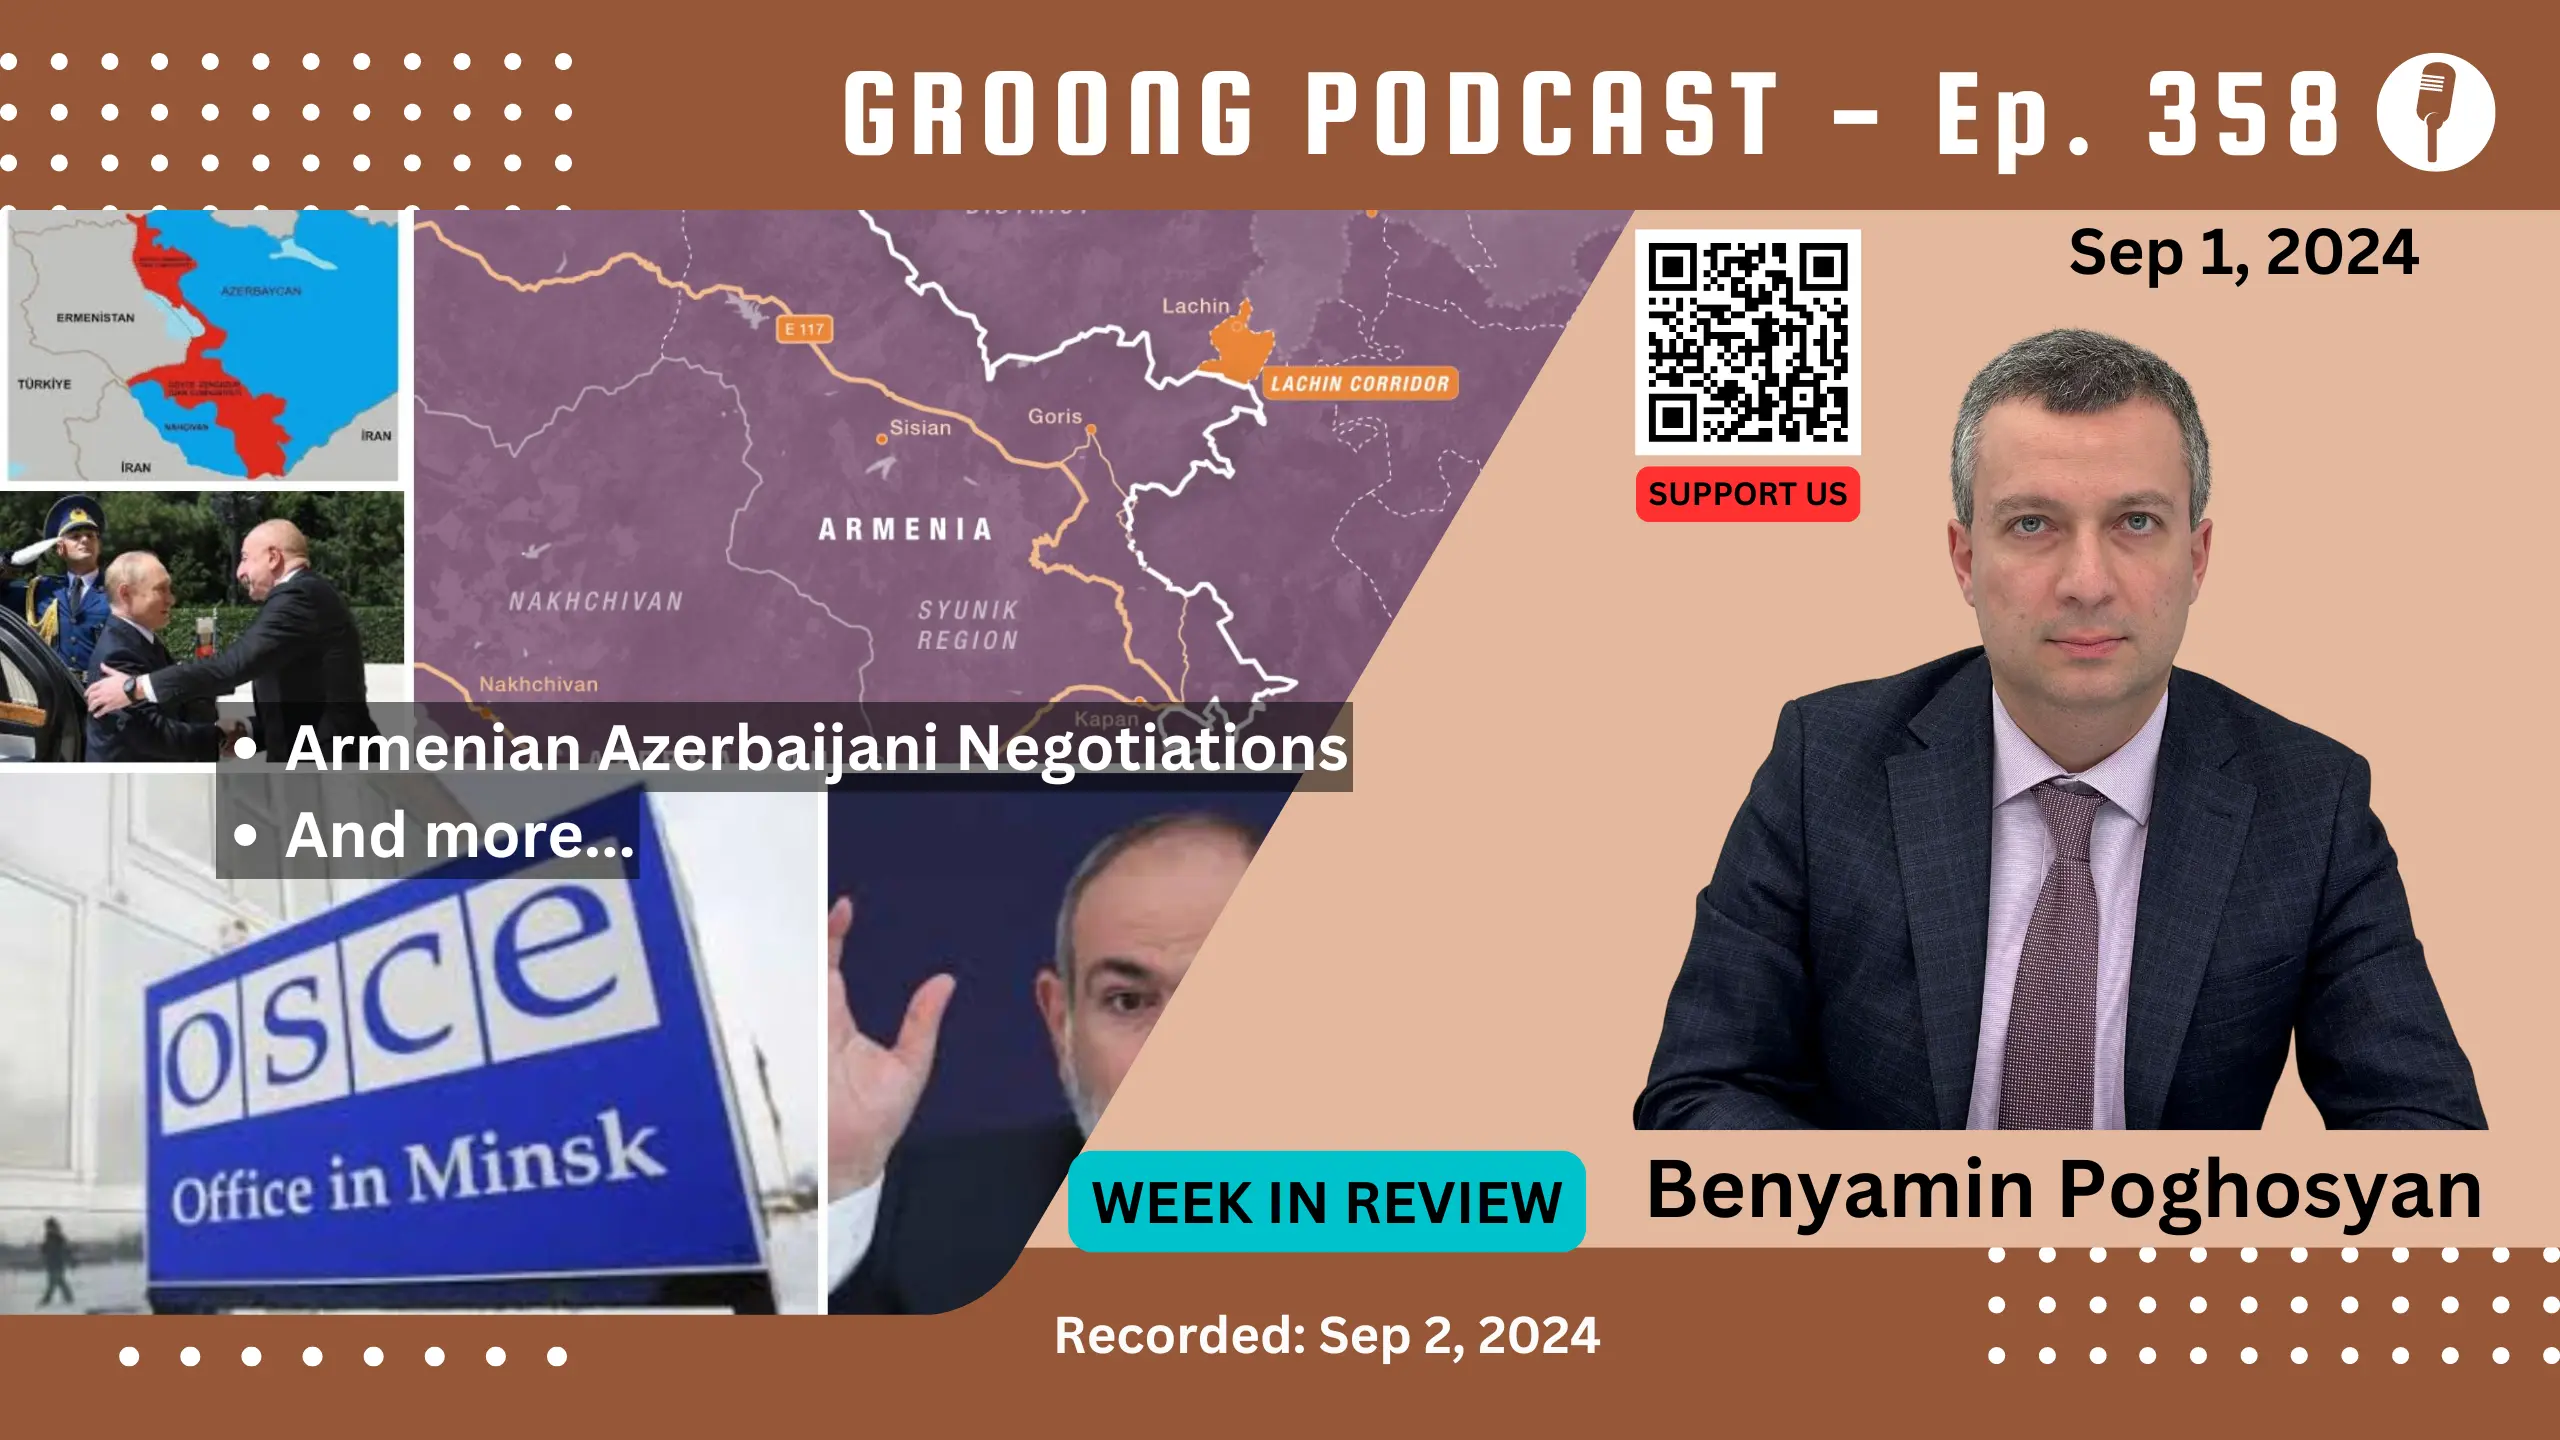 GROONG PODCAST - Ep. 358
Sep 1, 2024
SUPPORT US
ERMENİSTAN
AZERBAYCAN
TÜRKİYE
NAHÇIVAN
İRAN
İRAN
E 117
Lachin
LACHIN CORRIDOR
Goris
Sisian
ARMENIA
NAKHCHIVAN
SYUNIK
REGION
Nakhchivan
Kapan
• Armenian Azerbaijani Negotiations
• And more...
osce
Office in Minsk
WEEK IN REVIEW
Benyamin Poghosyan
Recorded: Sep 2, 2024